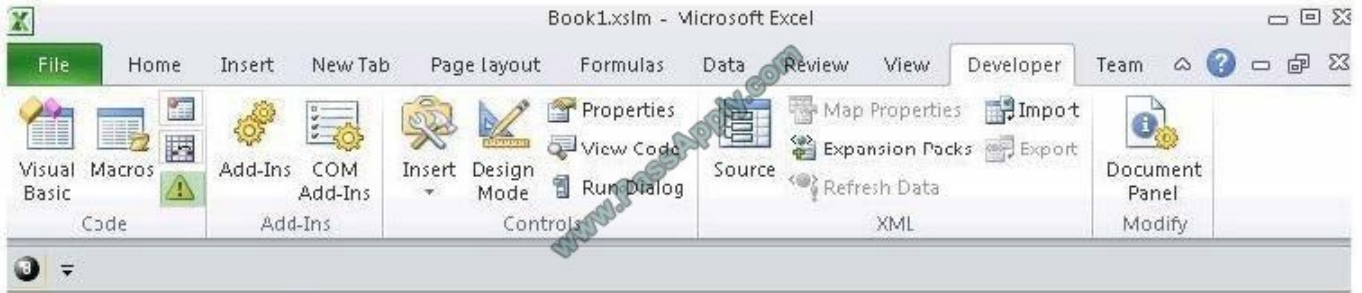 Book1.xslm - Microsoft Excel
File Home Insert New Tab Page Layout Formulas Data Review View Developer Team
Visual Basic
Macros
Add-Ins
COM Add-Ins
Insert
Design Mode
Properties
View Code
Run Dialog
Source
Map Properties
Expansion Packs
Refresh Data
Import
Export
Document Panel
Code Add-Ins Controls XML Modify
www.PassApply.com